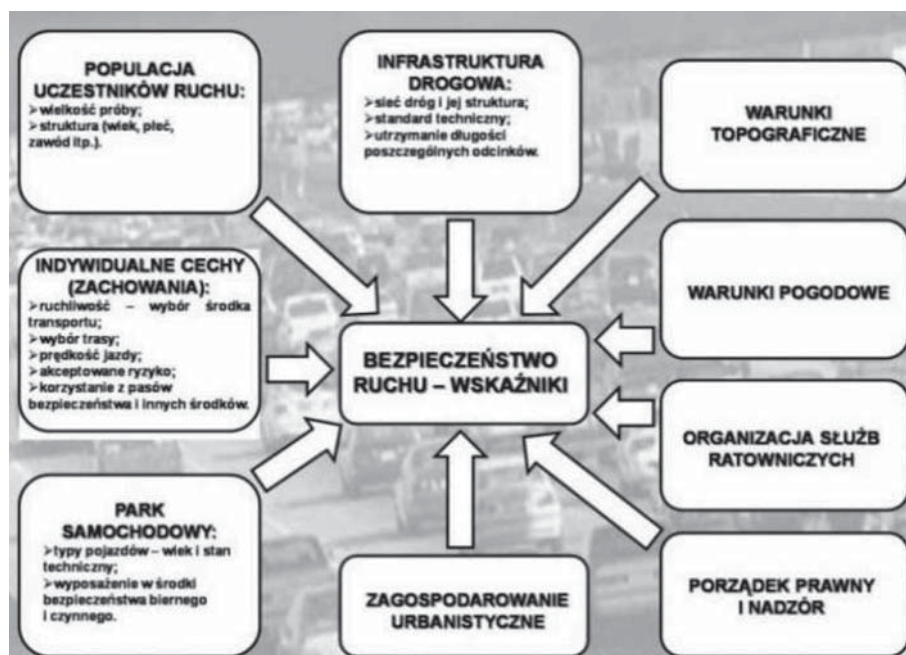 POPULACJA
UCZESTNIKÓW RUCHU:
➢wielkość próby;
➢struktura (wiek, płeć,
zawód itp.).
INFRASTRUKTURA
DROGOWA:
➢sieć dróg i jej struktura;
➢standard techniczny;
➢utrzymanie długości
poszczególnych odcinków.
WARUNKI
TOPOGRAFICZNE
INDYWIDUALNE CECHY
(ZACHOWANIA):
➢ruchliwość – wybór środka
transportu;
➢wybór trasy;
➢prędkość jazdy;
➢akceptowane ryzyko;
➢korzystanie z pasów
bezpieczeństwa i innych środków.
BEZPIECZEŃSTWO
RUCHU – WSKAŹNIKI
WARUNKI POGODOWE
ORGANIZACJA SŁUŻB
RATOWNICZYCH
PARK
SAMOCHODOWY:
➢typy pojazdów – wiek i stan
techniczny;
➢wyposażenie w środki
bezpieczeństwa biernego
i czynnego.
ZAGOSPODAROWANIE
URBANISTYCZNE
PORZĄDEK PRAWNY
I NADZÓR